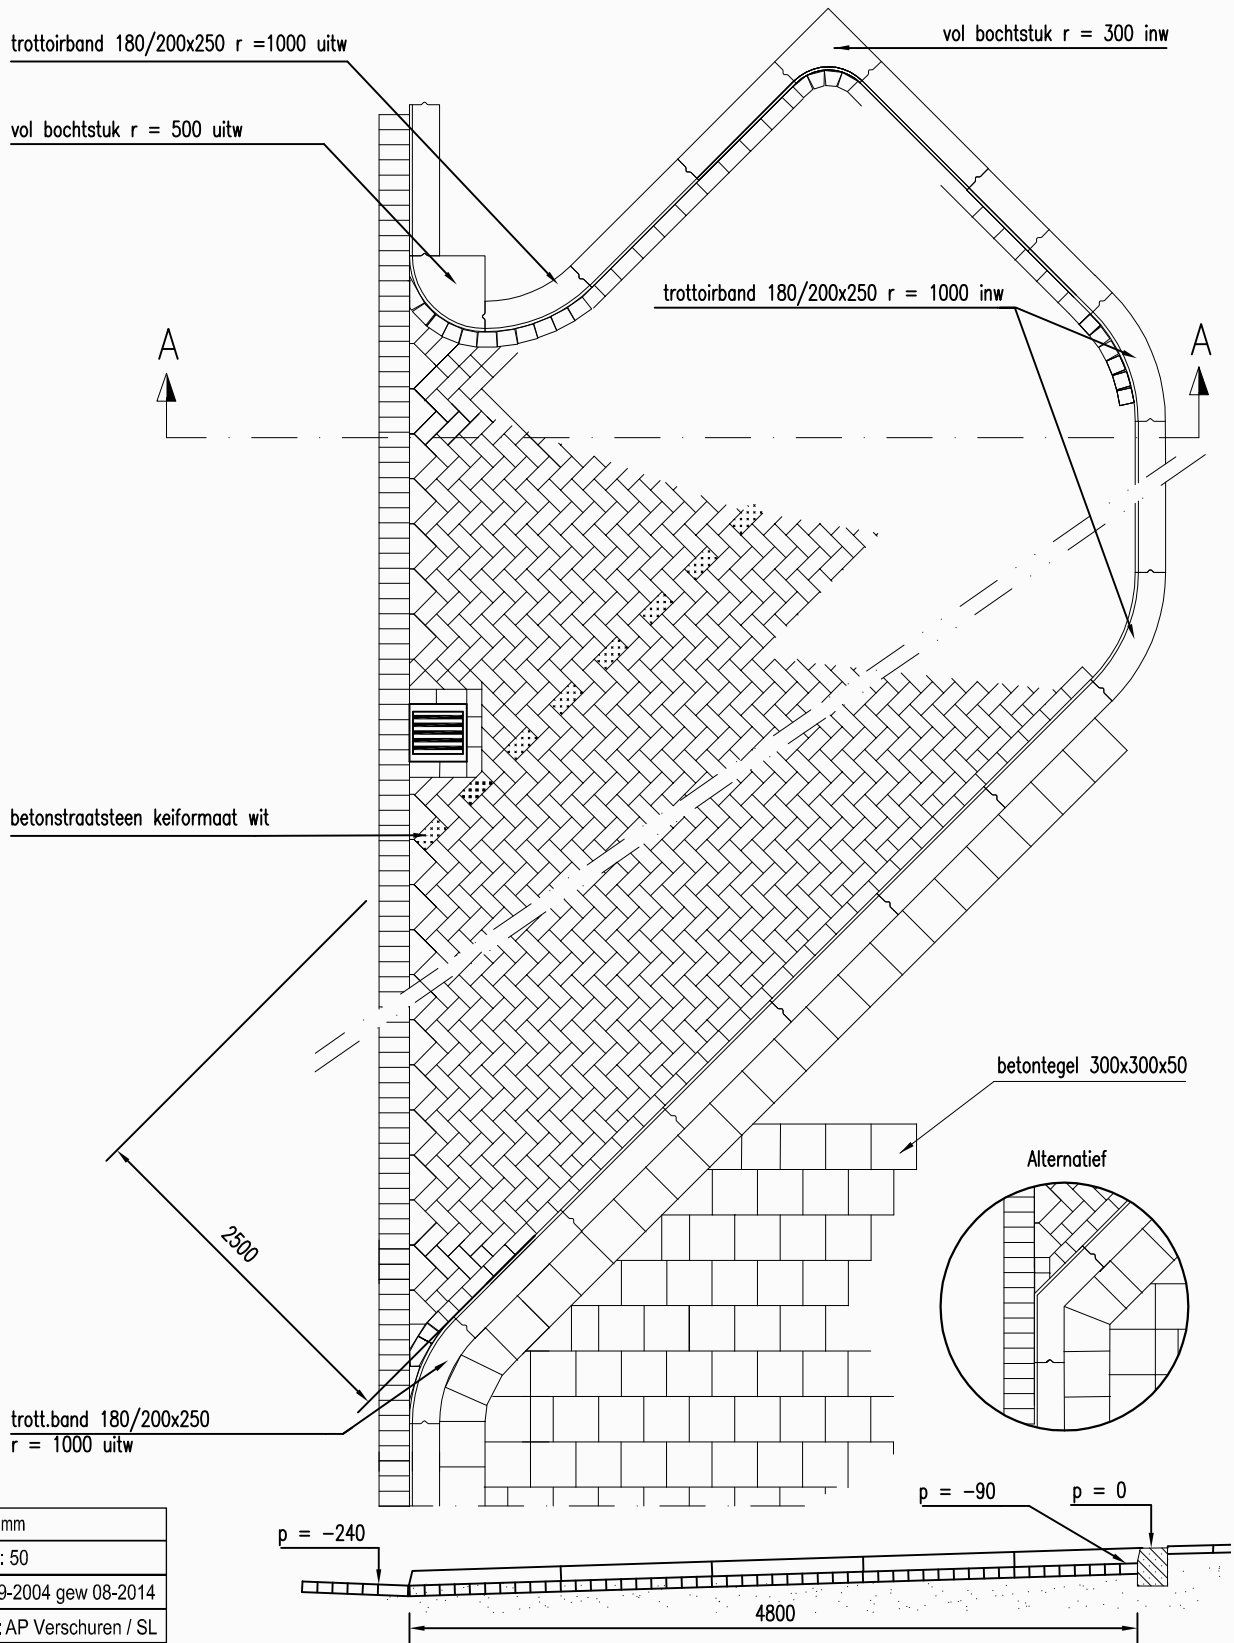 trottoirband 180/200x250 r =1000 uitw
vol bochtstuk r = 300 inw
vol bochtstuk r = 500 uitw
trottoirband 180/200x250 r = 1000 inw
A
A
betonstraatsteen keiformaat wit
betontegel 300x300x50
Alternatief
2500
trott.band 180/200x250
r = 1000 uitw
p = -90
p = 0
p = -240
mm
: 50
9-2004 gew 08-2014
: AP Verschuren / SL
4800